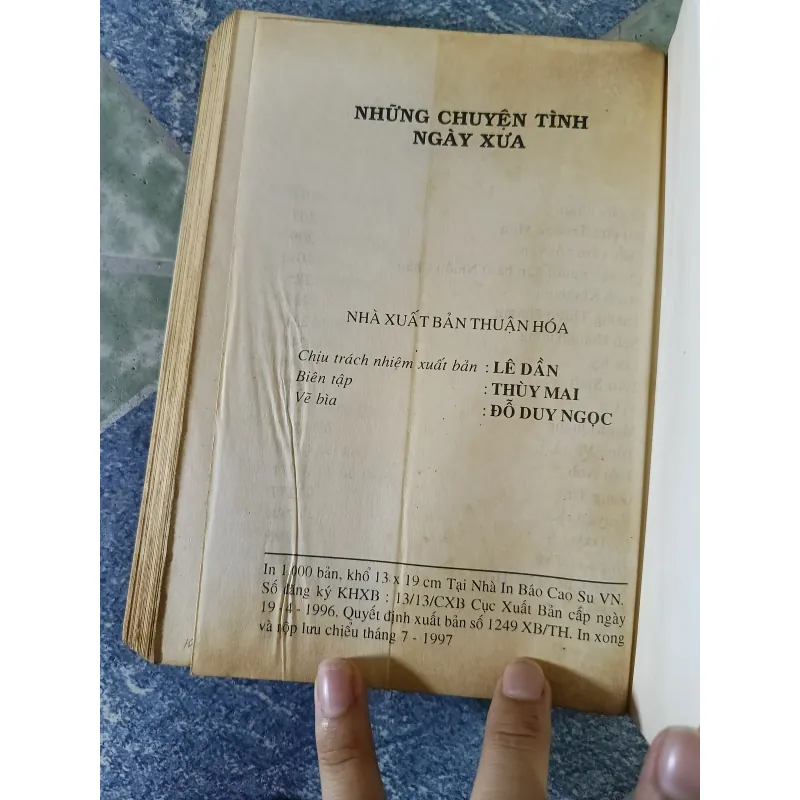 NHỮNG CHUYỆN TÌNH
NGÀY XƯA
NHÀ XUẤT BẢN THUẬN HÓA
Chịu trách nhiệm xuất bản : LÊ DẦN
Biên tập : THÙY MAI
Vẽ bìa : ĐỖ DUY NGỌC
In 1.000 bản, khổ 13 x 19 cm Tại Nhà In Báo Cao Su VN.
Số đăng ký KHXB : 13/13/CXB Cục Xuất Bản cấp ngày
19 - 4 - 1996. Quyết định xuất bản số 1249 XB/TH. In xong
và nộp lưu chiểu tháng 7 - 1997